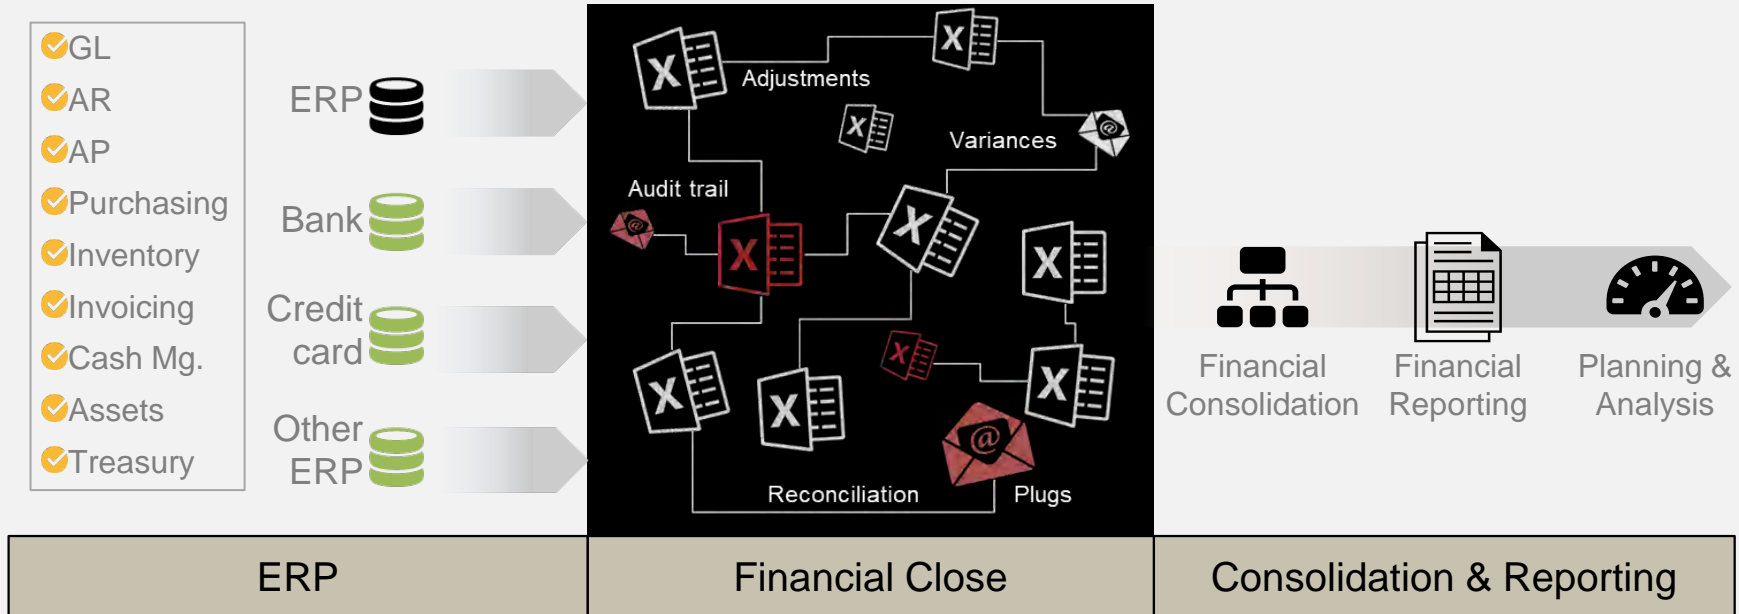 GL
AR
AP
Purchasing
Inventory
Invoicing
Cash Mg.
Assets
Treasury
ERP
Bank
Credit
card
Other
ERP
X
X
Adjustments
X
@
Variances
Audit trail
@
X
X
X
X
X
X
X
@
Reconciliation
Plugs
Financial
Consolidation
Financial
Reporting
Planning &
Analysis
ERP
Financial Close
Consolidation & Reporting